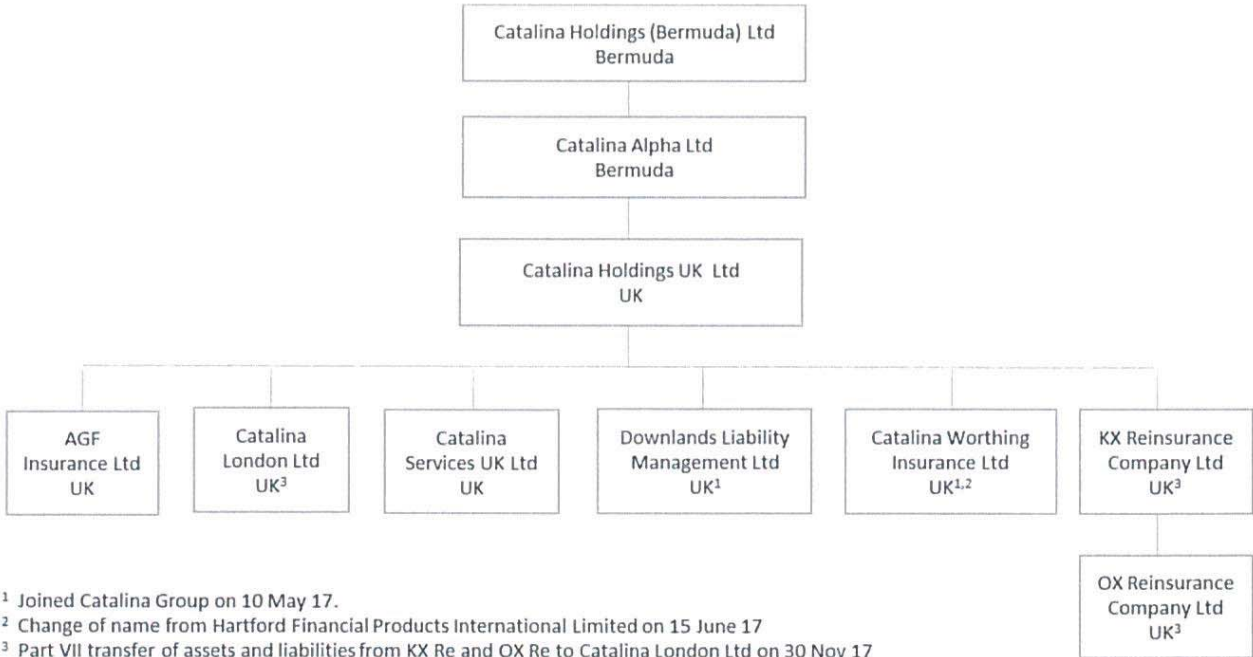 Catalina Holdings (Bermuda) Ltd
Bermuda
Catalina Alpha Ltd
Bermuda
Catalina Holdings UK Ltd
UK
AGF
Insurance Ltd
UK
Catalina
London Ltd
UK³
Catalina
Services UK Ltd
UK
Downlands Liability
Management Ltd
UK¹
Catalina Worthing
Insurance Ltd
UK¹,²
KX Reinsurance
Company Ltd
UK³
OX Reinsurance
Company Ltd
UK³
¹ Joined Catalina Group on 10 May 17.
² Change of name from Hartford Financial Products International Limited on 15 June 17
³ Part VII transfer of assets and liabilities from KX Re and OX Re to Catalina London Ltd on 30 Nov 17